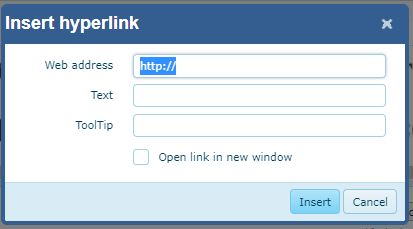 Insert hyperlink
Web address http://
Text
ToolTip
Open link in new window
Insert Cancel